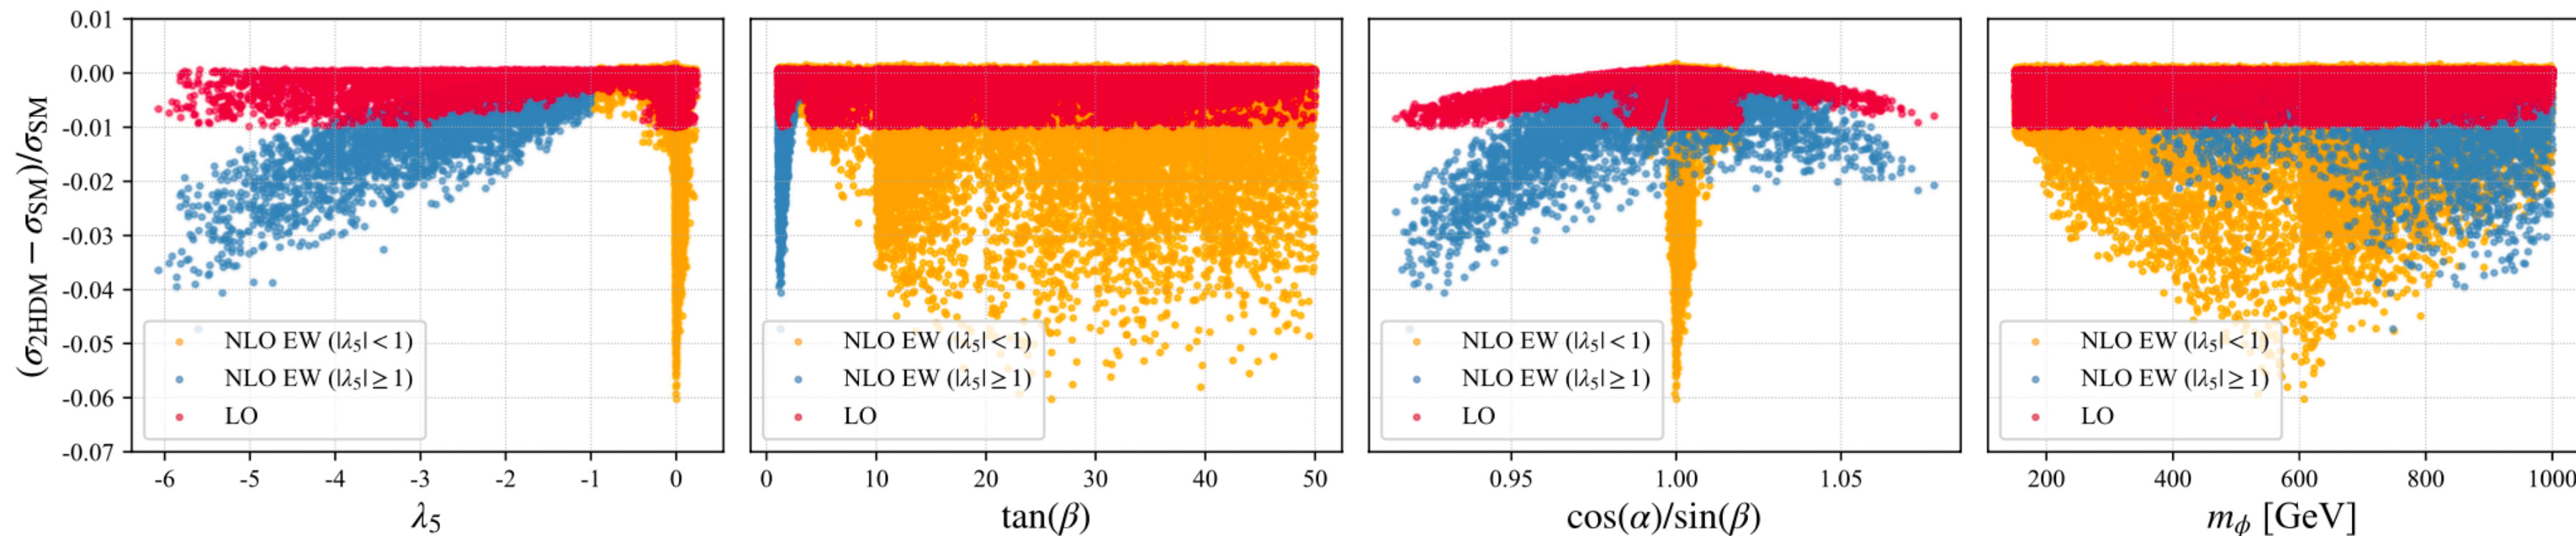 (σ2HDM − σSM)/σSM
0.01
0.00
-0.01
-0.02
-0.03
-0.04
-0.05
-0.06
-0.07
NLO EW (|λ5| < 1)
NLO EW (|λ5| ≥ 1)
LO
-6 -5 -4 -3 -2 -1 0
λ5
NLO EW (|λ5| < 1)
NLO EW (|λ5| ≥ 1)
LO
0 10 20 30 40 50
tan(β)
NLO EW (|λ5| < 1)
NLO EW (|λ5| ≥ 1)
LO
0.95 1.00 1.05
cos(α)/sin(β)
NLO EW (|λ5| < 1)
NLO EW (|λ5| ≥ 1)
LO
200 400 600 800 1000
mϕ [GeV]